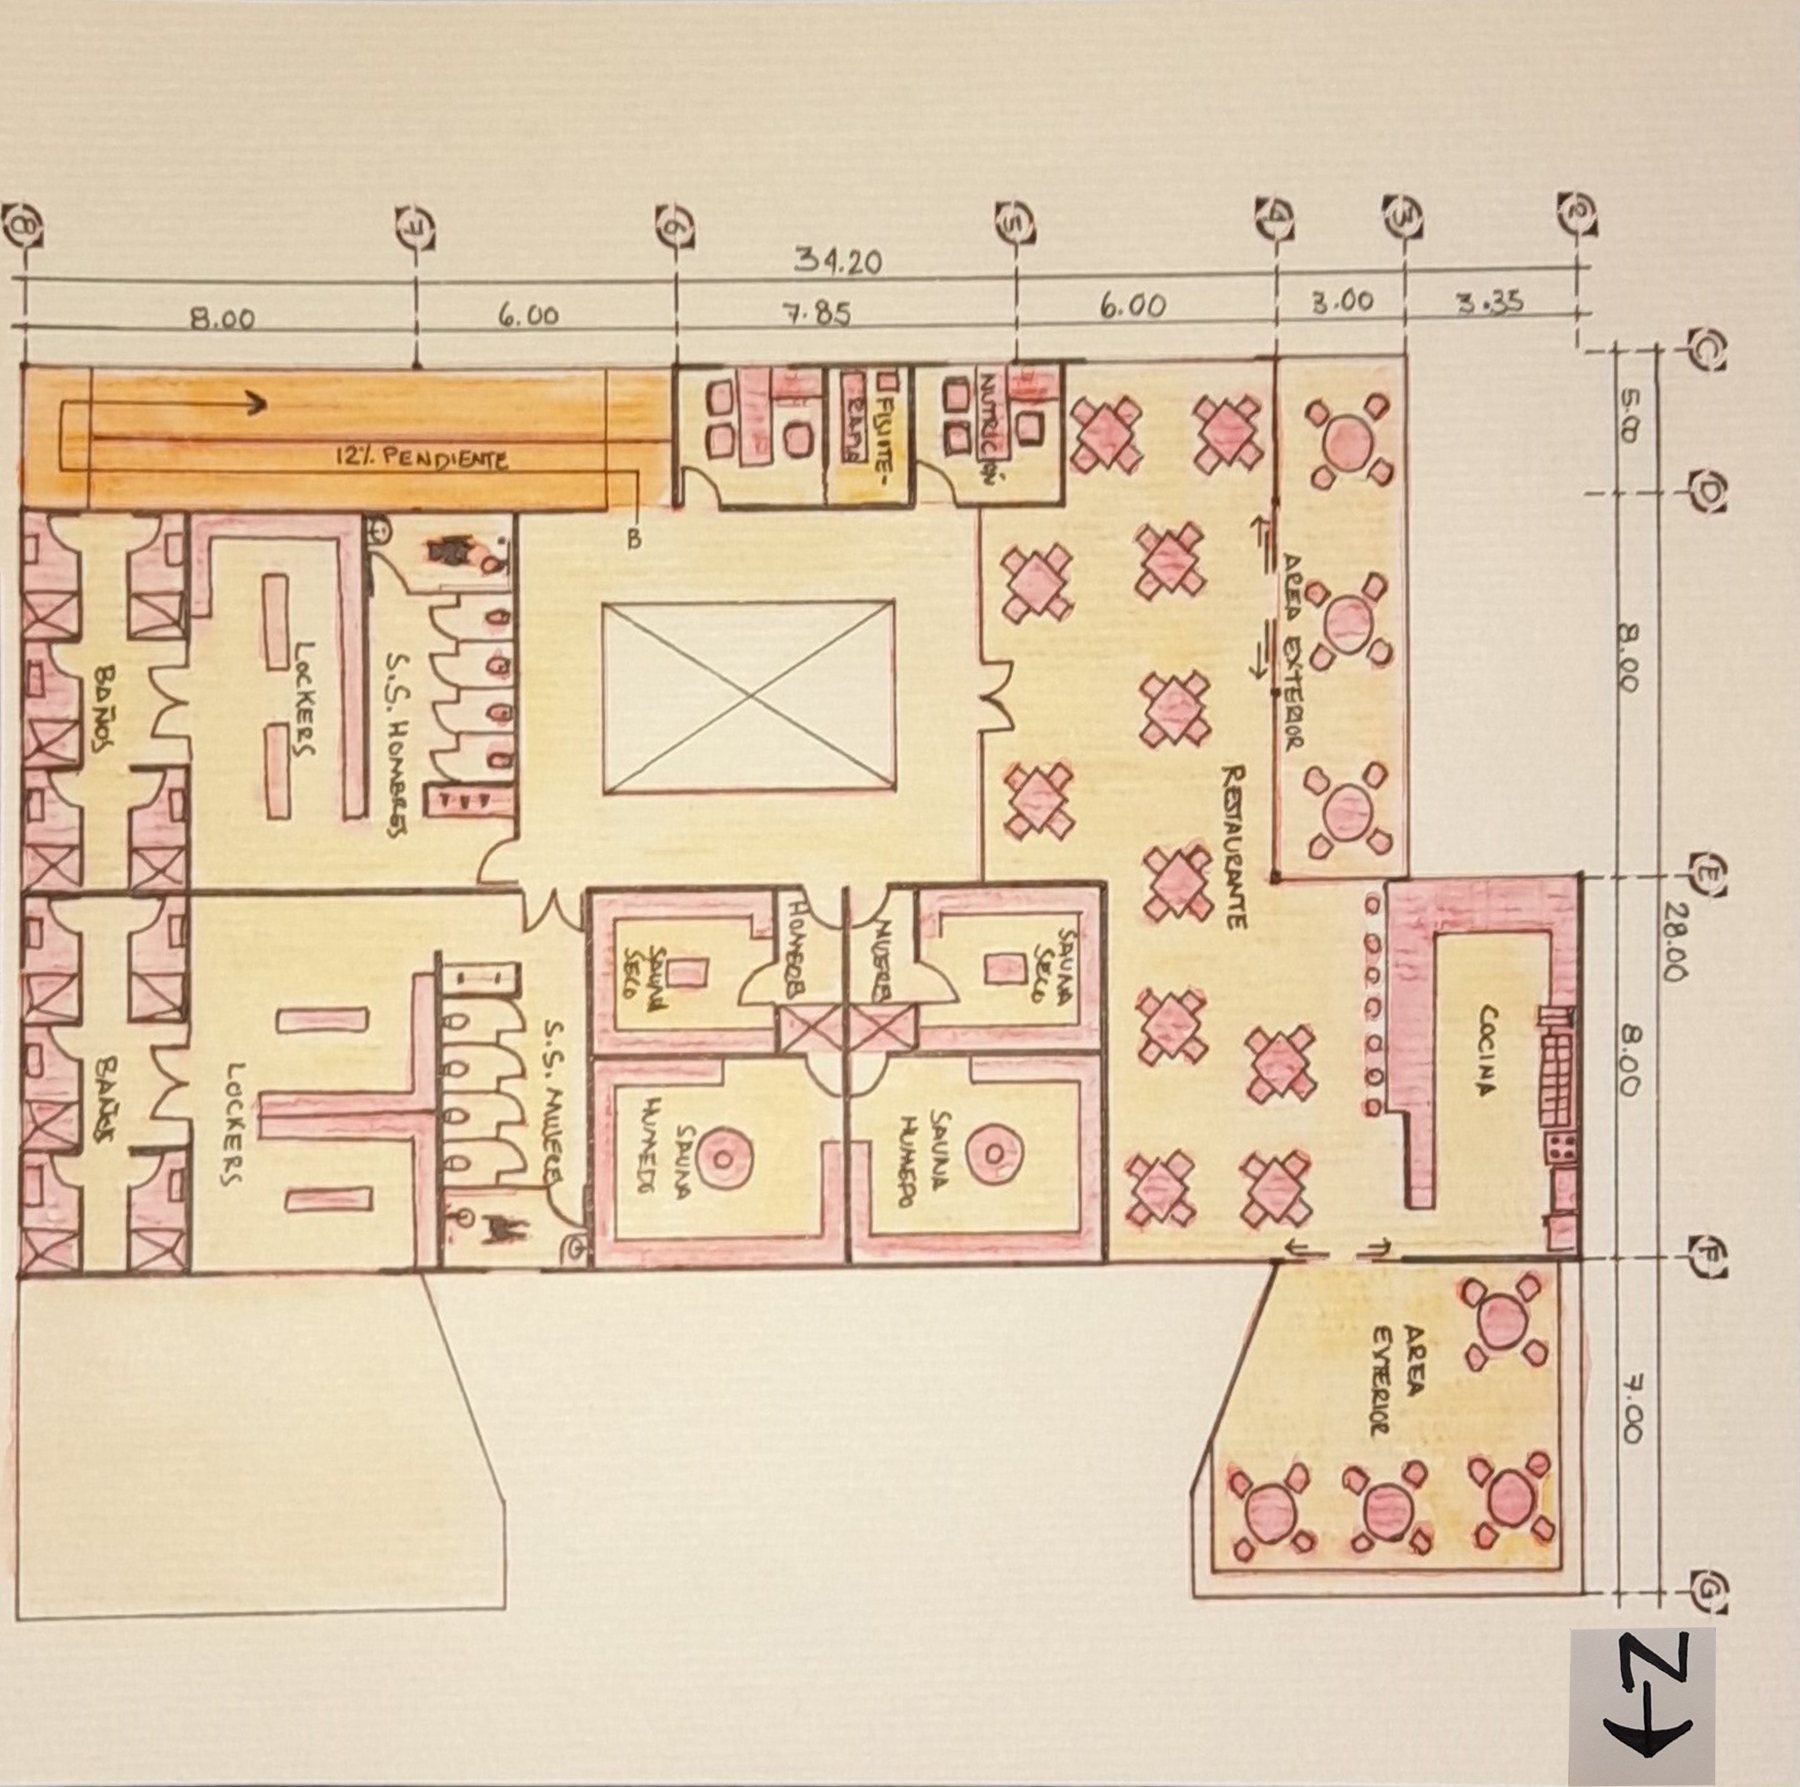 8
7
6
5
4
3
2
34.20
8.00
6.00
7.85
6.00
3.00
3.35
C
D
E
F
G
5.00
8.00
28.00
8.00
7.00
12% PENDIENTE
B
FISIOTE-
RAPIA
NUTRICIÓN
AREA EXTERIOR
RESTAURANTE
BAÑOS
LOCKERS
S.S. HOMBRES
HOMBRES
MUJERES
SAUNA
SECO
SAUNA
SECO
COCINA
BAÑOS
LOCKERS
S.S. MUJERES
SAUNA
HUMEDO
SAUNA
HUMEDO
AREA
EXTERIOR
N